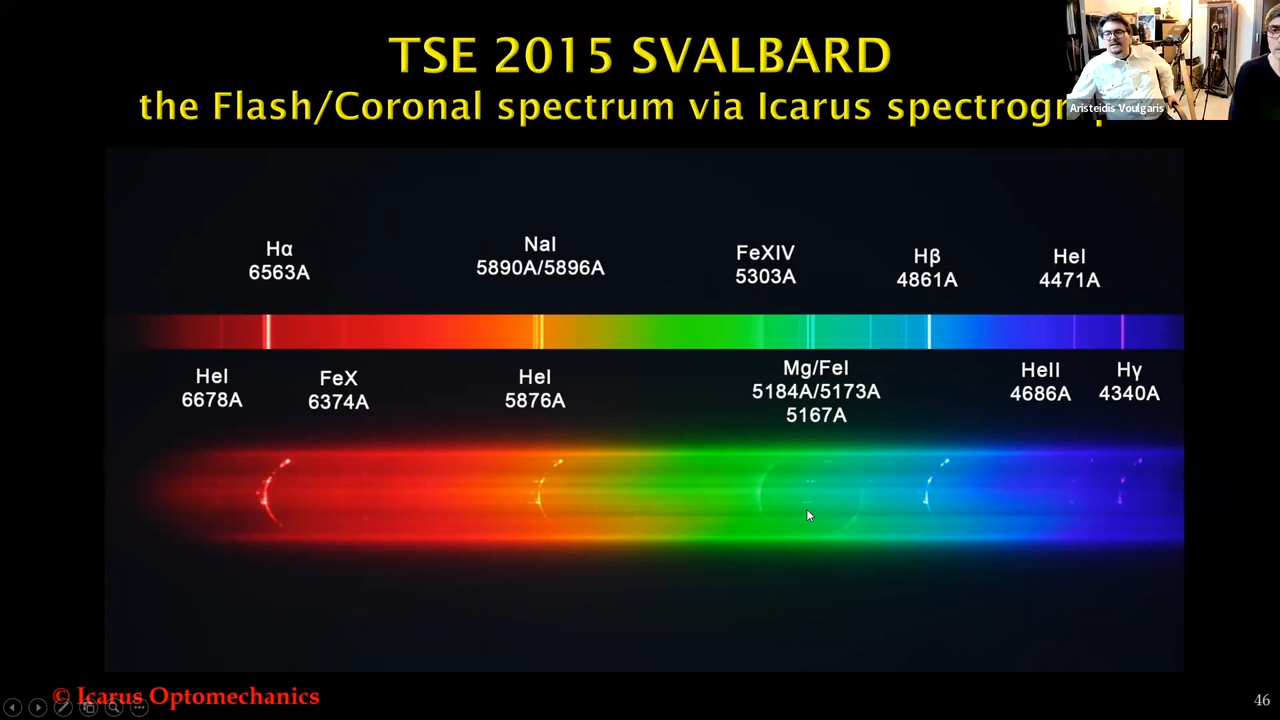 TSE 2015 SVALBARD
the Flash/Coronal spectrum via Icarus
Aristeidis Voulgaris
Hα
6563A
NaI
5890A/5896A
FeXIV
5303A
Hβ
4861A
HeI
4471A
HeI
6678A
FeX
6374A
HeI
5876A
Mg/FeI
5184A/5173A
5167A
HeII
4686A
Hγ
4340A
© Icarus Optomechanics
46